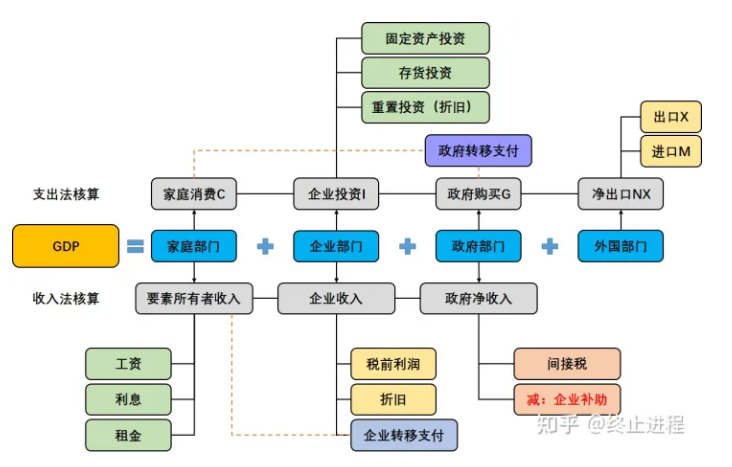 固定资产投资
存货投资
重置投资（折旧）
出口X
进口M
政府转移支付
支出法核算
家庭消费C
企业投资I
政府购买G
净出口NX
GDP
=
家庭部门
+
企业部门
+
政府部门
+
外国部门
收入法核算
要素所有者收入
企业收入
政府净收入
工资
税前利润
间接税
利息
折旧
减：企业补助
租金
企业转移支付
知乎 @终止进程